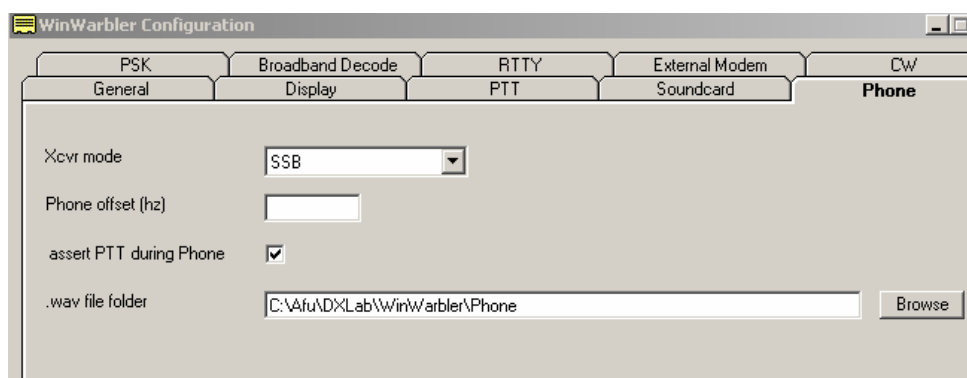 WinWarbler Configuration
PSK Broadband Decode RTTY External Modem CW
General Display PTT Soundcard Phone
Xcvr mode SSB
Phone offset (hz)
assert PTT during Phone
.wav file folder C:\Afu\DXLab\WinWarbler\Phone Browse